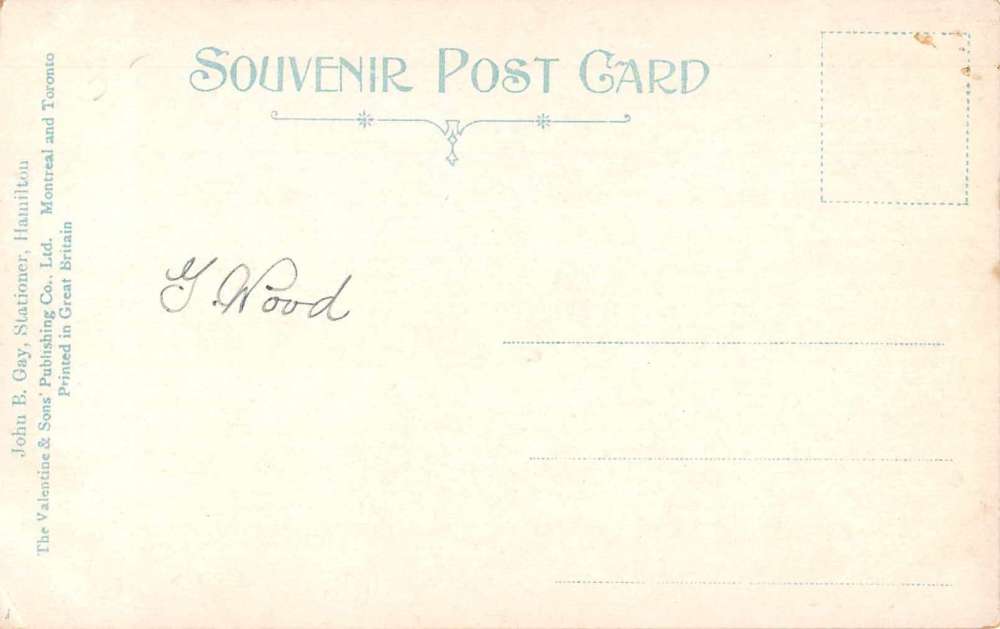 SOUVENIR POST CARD
John B. Gay, Stationer, Hamilton
The Valentine & Sons' Publishing Co., Ltd. Montreal and Toronto
Printed in Great Britain
G. Wood